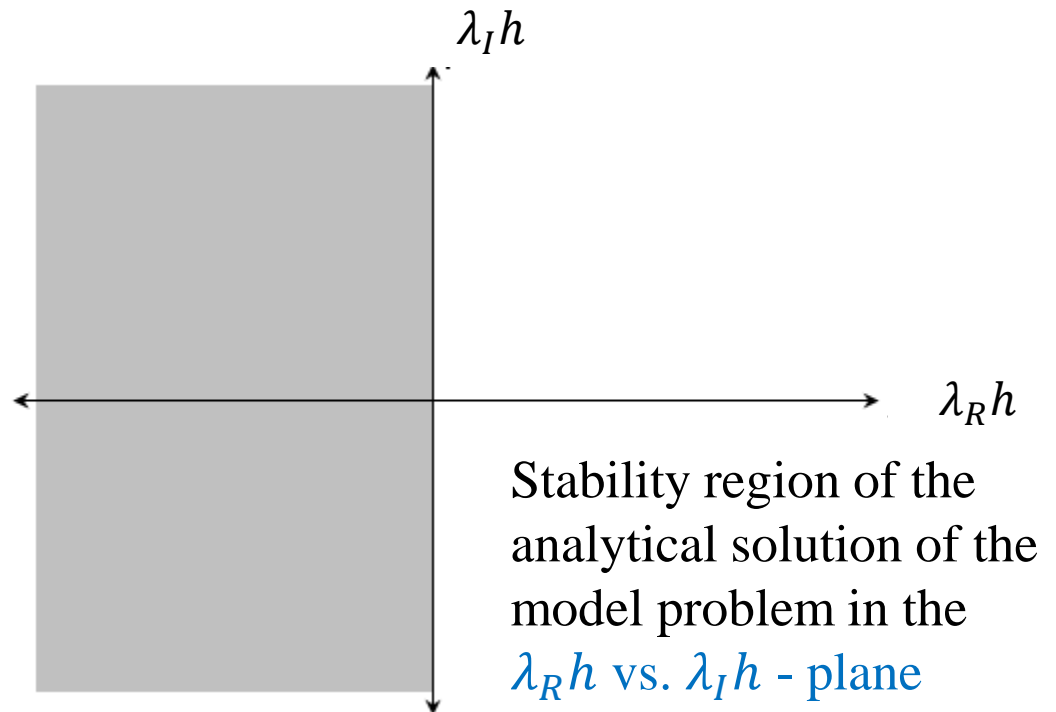 λ_I h
λ_R h
Stability region of the
analytical solution of the
model problem in the
λ_R h vs. λ_I h - plane